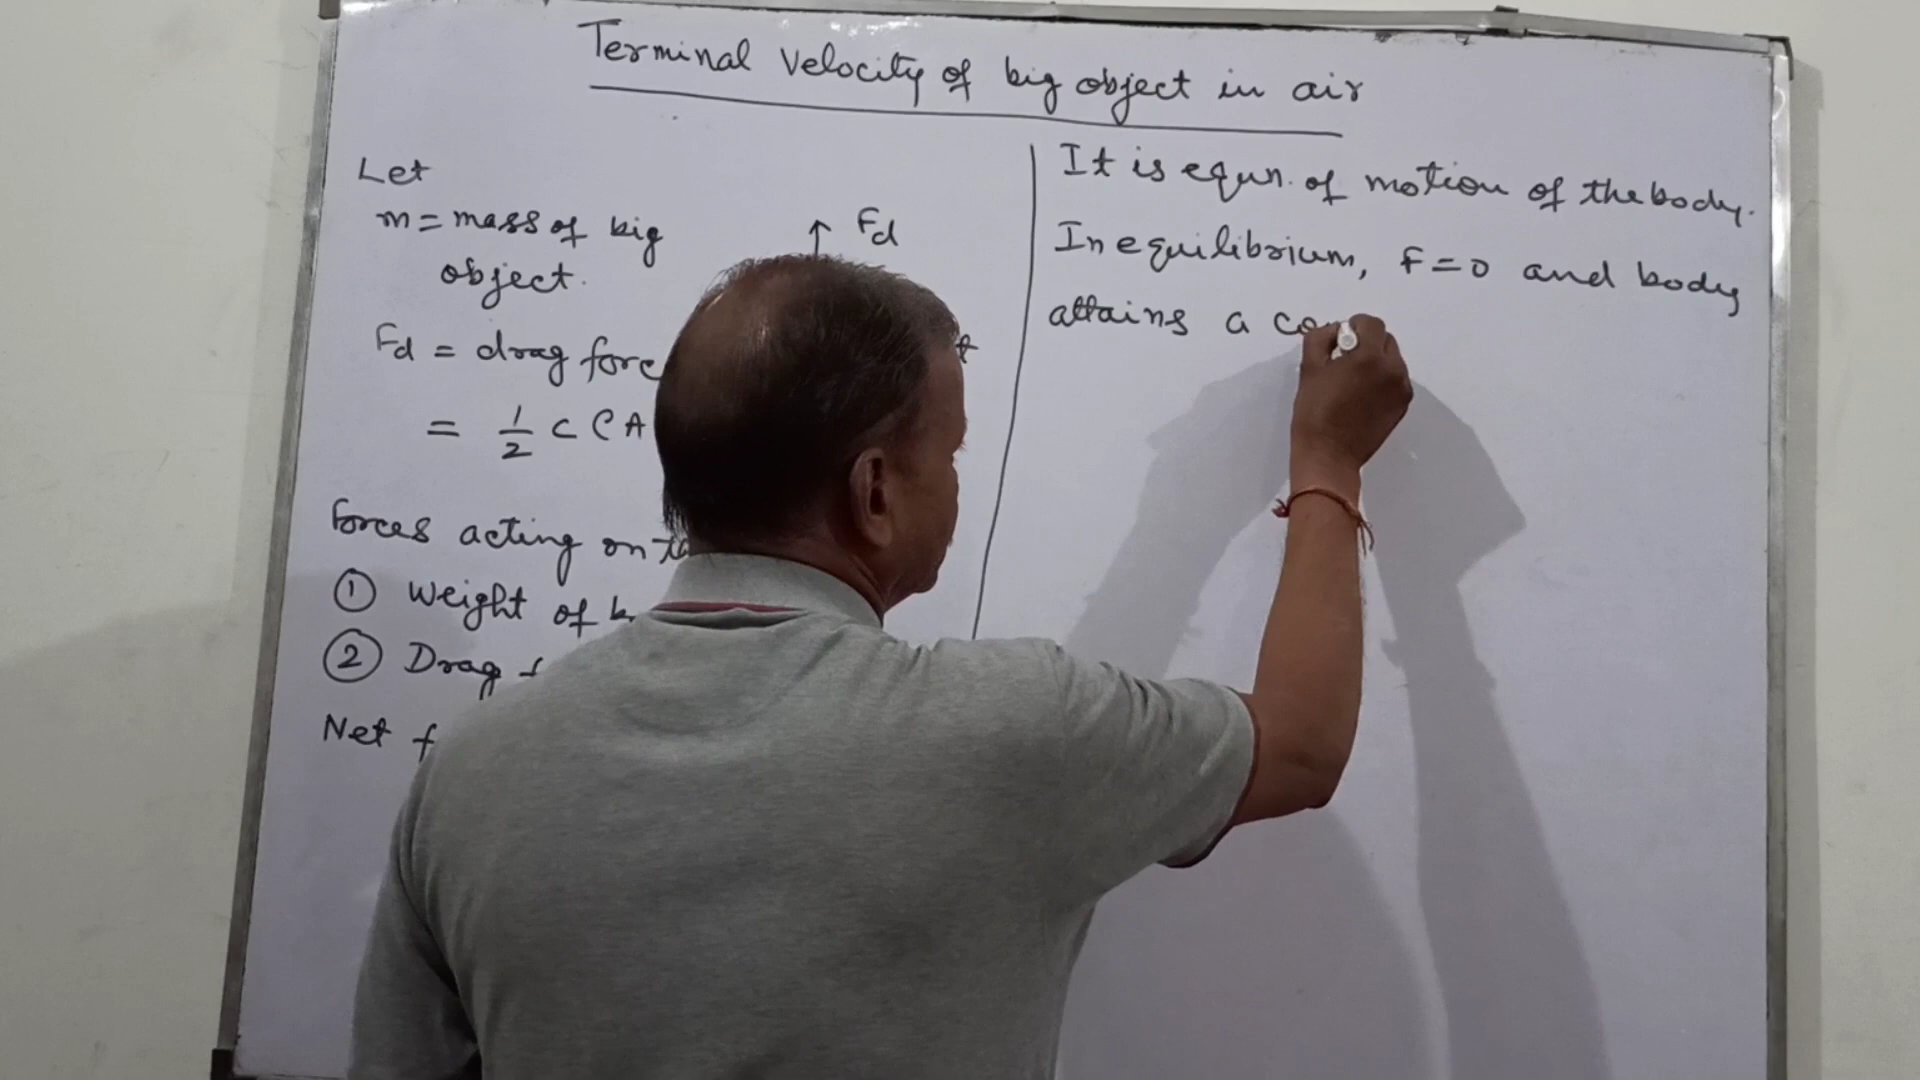 Terminal Velocity of big object in air
Let
m = mass of big
object.
Fd
Fd = drag
= 1/2 C ρ A
Forces acting on
① Weight of
② Drag
Net
It is equn. of motion of the body.
In equilibrium, F = 0 and body
attains a